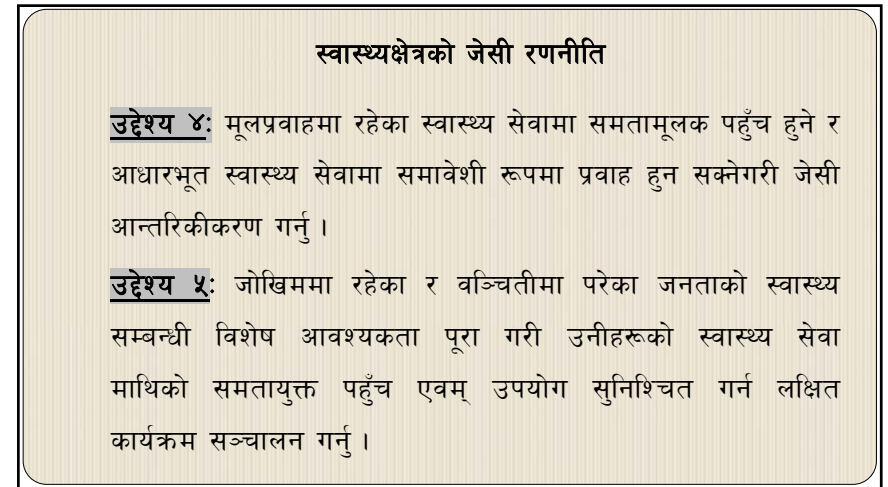 स्वास्थ्यक्षेत्रको जेसी रणनीति
उद्देश्य ४: मूलप्रवाहमा रहेका स्वास्थ्य सेवामा समतामूलक पहुँच हुने र
आधारभूत स्वास्थ्य सेवामा समावेशी रूपमा प्रवाह हुन सक्नेगरी जेसी
आन्तरिकीकरण गर्नु ।
उद्देश्य ५: जोखिममा रहेका र वञ्चितीमा परेका जनताको स्वास्थ्य
सम्बन्धी विशेष आवश्यकता पूरा गरी उनीहरूको स्वास्थ्य सेवा
माथिको समतायुक्त पहुँच एवम् उपयोग सुनिश्चित गर्न लक्षित
कार्यक्रम सञ्चालन गर्नु ।